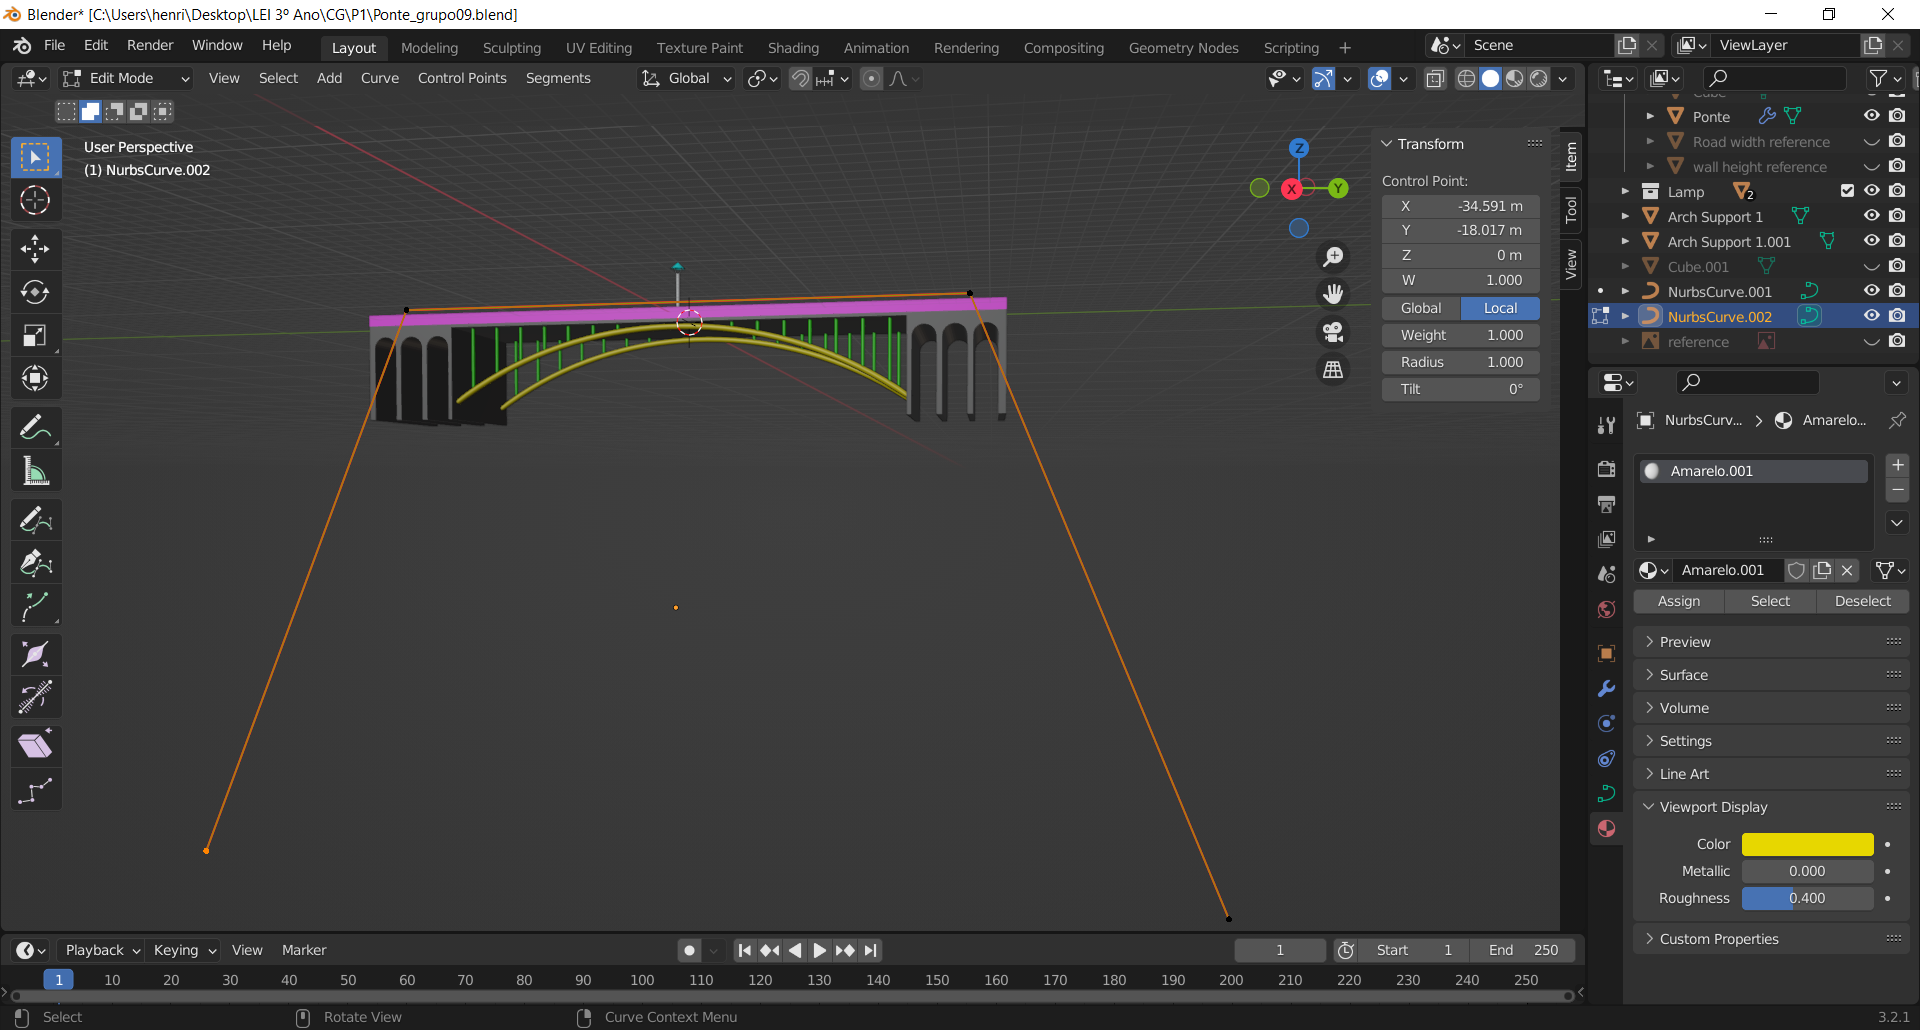 Blender* [C:\Users\henri\Desktop\LEI 3º Ano\CG\P1\Ponte_grupo09.blend]
File Edit Render Window Help Layout Modeling Sculpting UV Editing Texture Paint Shading Animation Rendering Compositing Geometry Nodes Scripting + Scene ViewLayer
Edit Mode View Select Add Curve Control Points Segments Global
User Perspective
(1) NurbsCurve.002
Z
X
Y
Transform
Control Point:
X -34.591 m
Y -18.017 m
Z 0 m
W 1.000
Global Local
Weight 1.000
Radius 1.000
Tilt 0°
Item
Tool
View
Cube
Ponte
Road width reference
wall height reference
Lamp 2
Arch Support 1
Arch Support 1.001
Cube.001
NurbsCurve.001
NurbsCurve.002
reference
NurbsCurv... Amarelo...
Amarelo.001
Amarelo.001
Assign Select Deselect
Preview
Surface
Volume
Settings
Line Art
Viewport Display
Color
Metallic 0.000
Roughness 0.400
Custom Properties
Playback Keying View Marker 1 Start 1 End 250
1 10 20 30 40 50 60 70 80 90 100 110 120 130 140 150 160 170 180 190 200 210 220 230 240 250
Select Rotate View Curve Context Menu 3.2.1